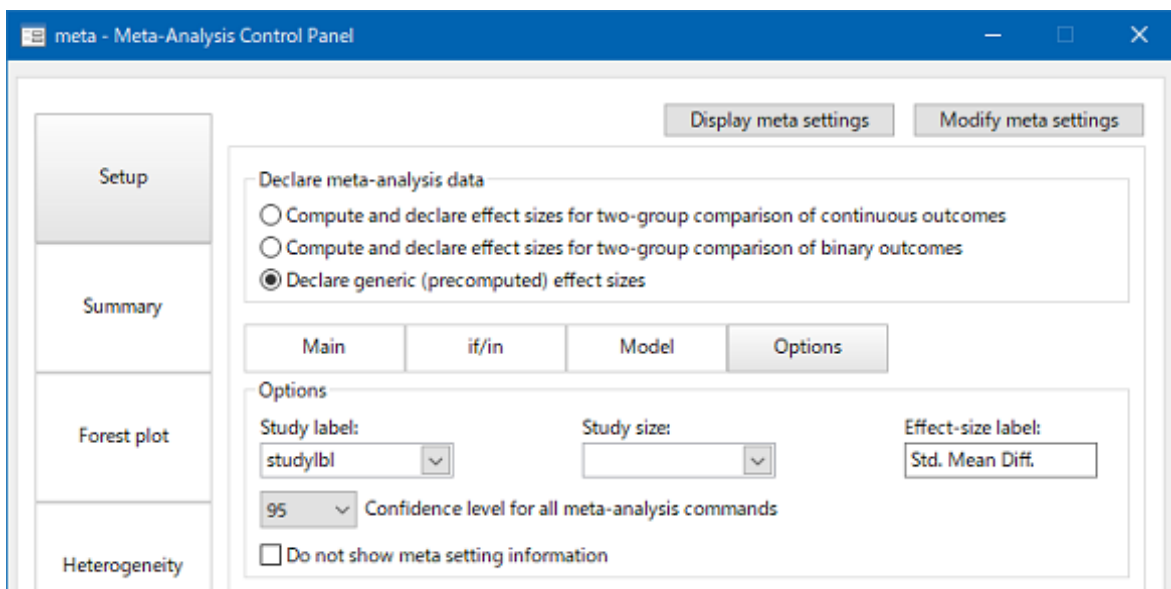 meta - Meta-Analysis Control Panel
Display meta settings Modify meta settings
Setup
Declare meta-analysis data
Compute and declare effect sizes for two-group comparison of continuous outcomes
Compute and declare effect sizes for two-group comparison of binary outcomes
Declare generic (precomputed) effect sizes
Summary
Main if/in Model Options
Options
Forest plot
Study label: Study size: Effect-size label:
studylbl Std. Mean Diff.
95 Confidence level for all meta-analysis commands
Do not show meta setting information
Heterogeneity